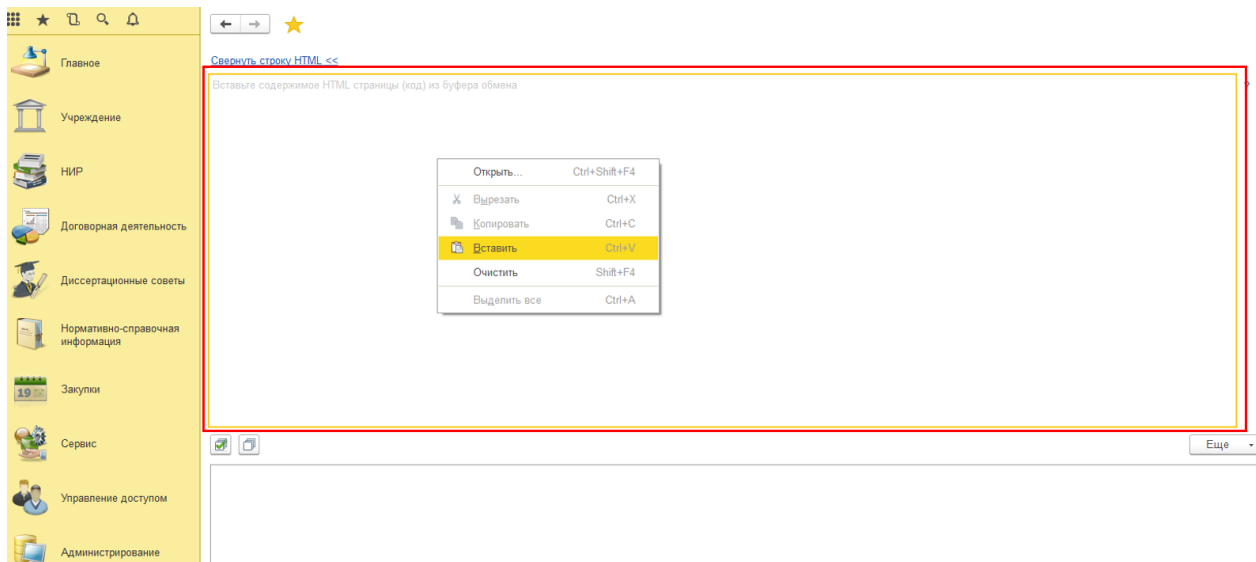 Главное
Учреждение
НИР
Договорная деятельность
Диссертационные советы
Нормативно-справочная
информация
19
Закупки
Сервис
Управление доступом
Администрирование
Свернуть строку HTML <<
Вставьте содержимое HTML страницы (код) из буфера обмена
?
Открыть... Ctrl+Shift+F4
Вырезать Ctrl+X
Копировать Ctrl+C
Вставить Ctrl+V
Очистить Shift+F4
Выделить все Ctrl+A
Еще